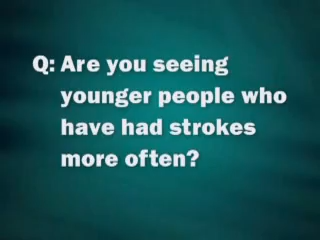 Q: Are you seeing
younger people who
have had strokes
more often?